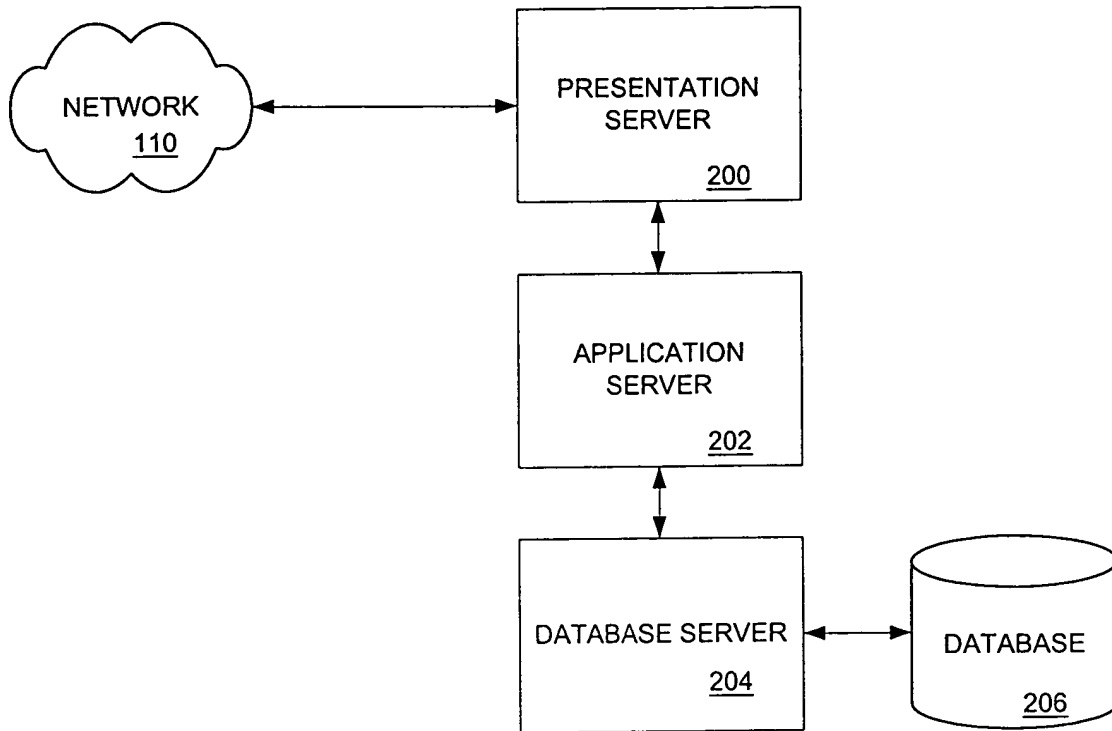 NETWORK
110
PRESENTATION
SERVER
200
APPLICATION
SERVER
202
DATABASE SERVER
204
DATABASE
206